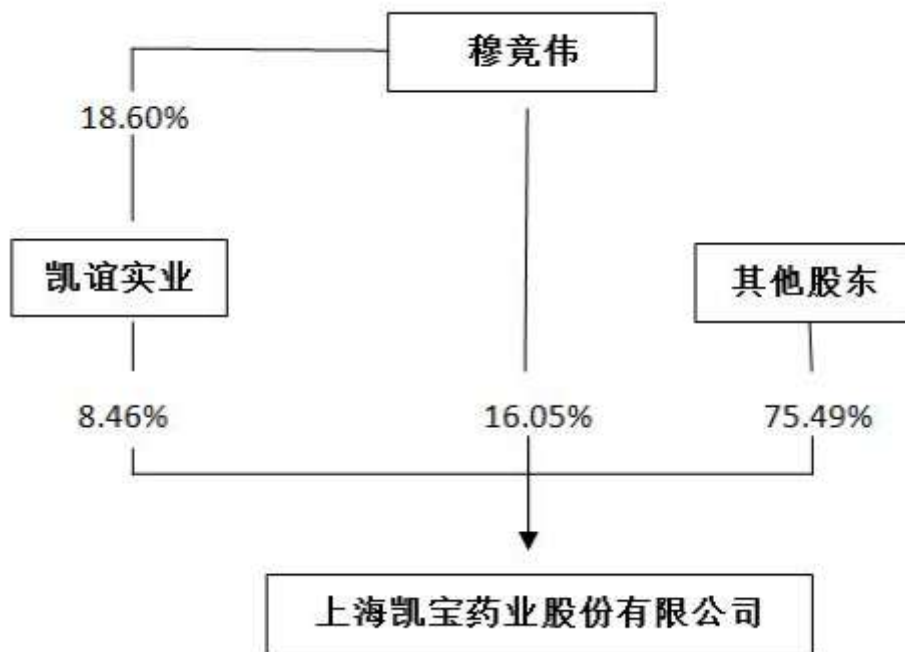 穆竟伟
18.60%
凯谊实业
其他股东
8.46%
16.05%
75.49%
上海凯宝药业股份有限公司